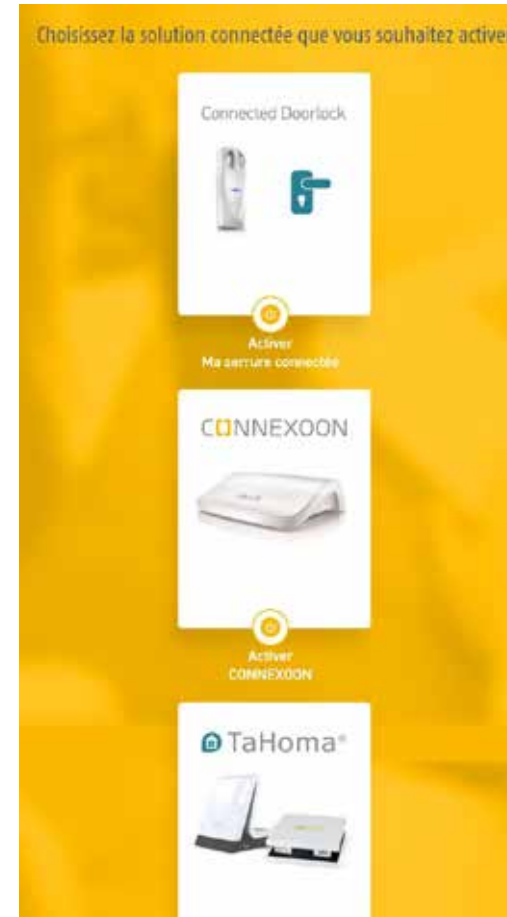 Choisissez la solution connectée que vous souhaitez active
Connected Doorlock
Activer
Ma serrure connectée
CONNEXOON
Activer
CONNEXOON
TaHoma®